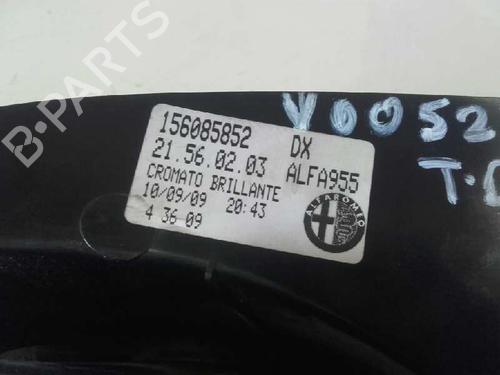 B-PARTS
156085852 DX
21.56.02.03 ALFA955
CROMATO BRILLANTE
10/09/09 20:43
4 36 09
ALFA ROMEO
V0052